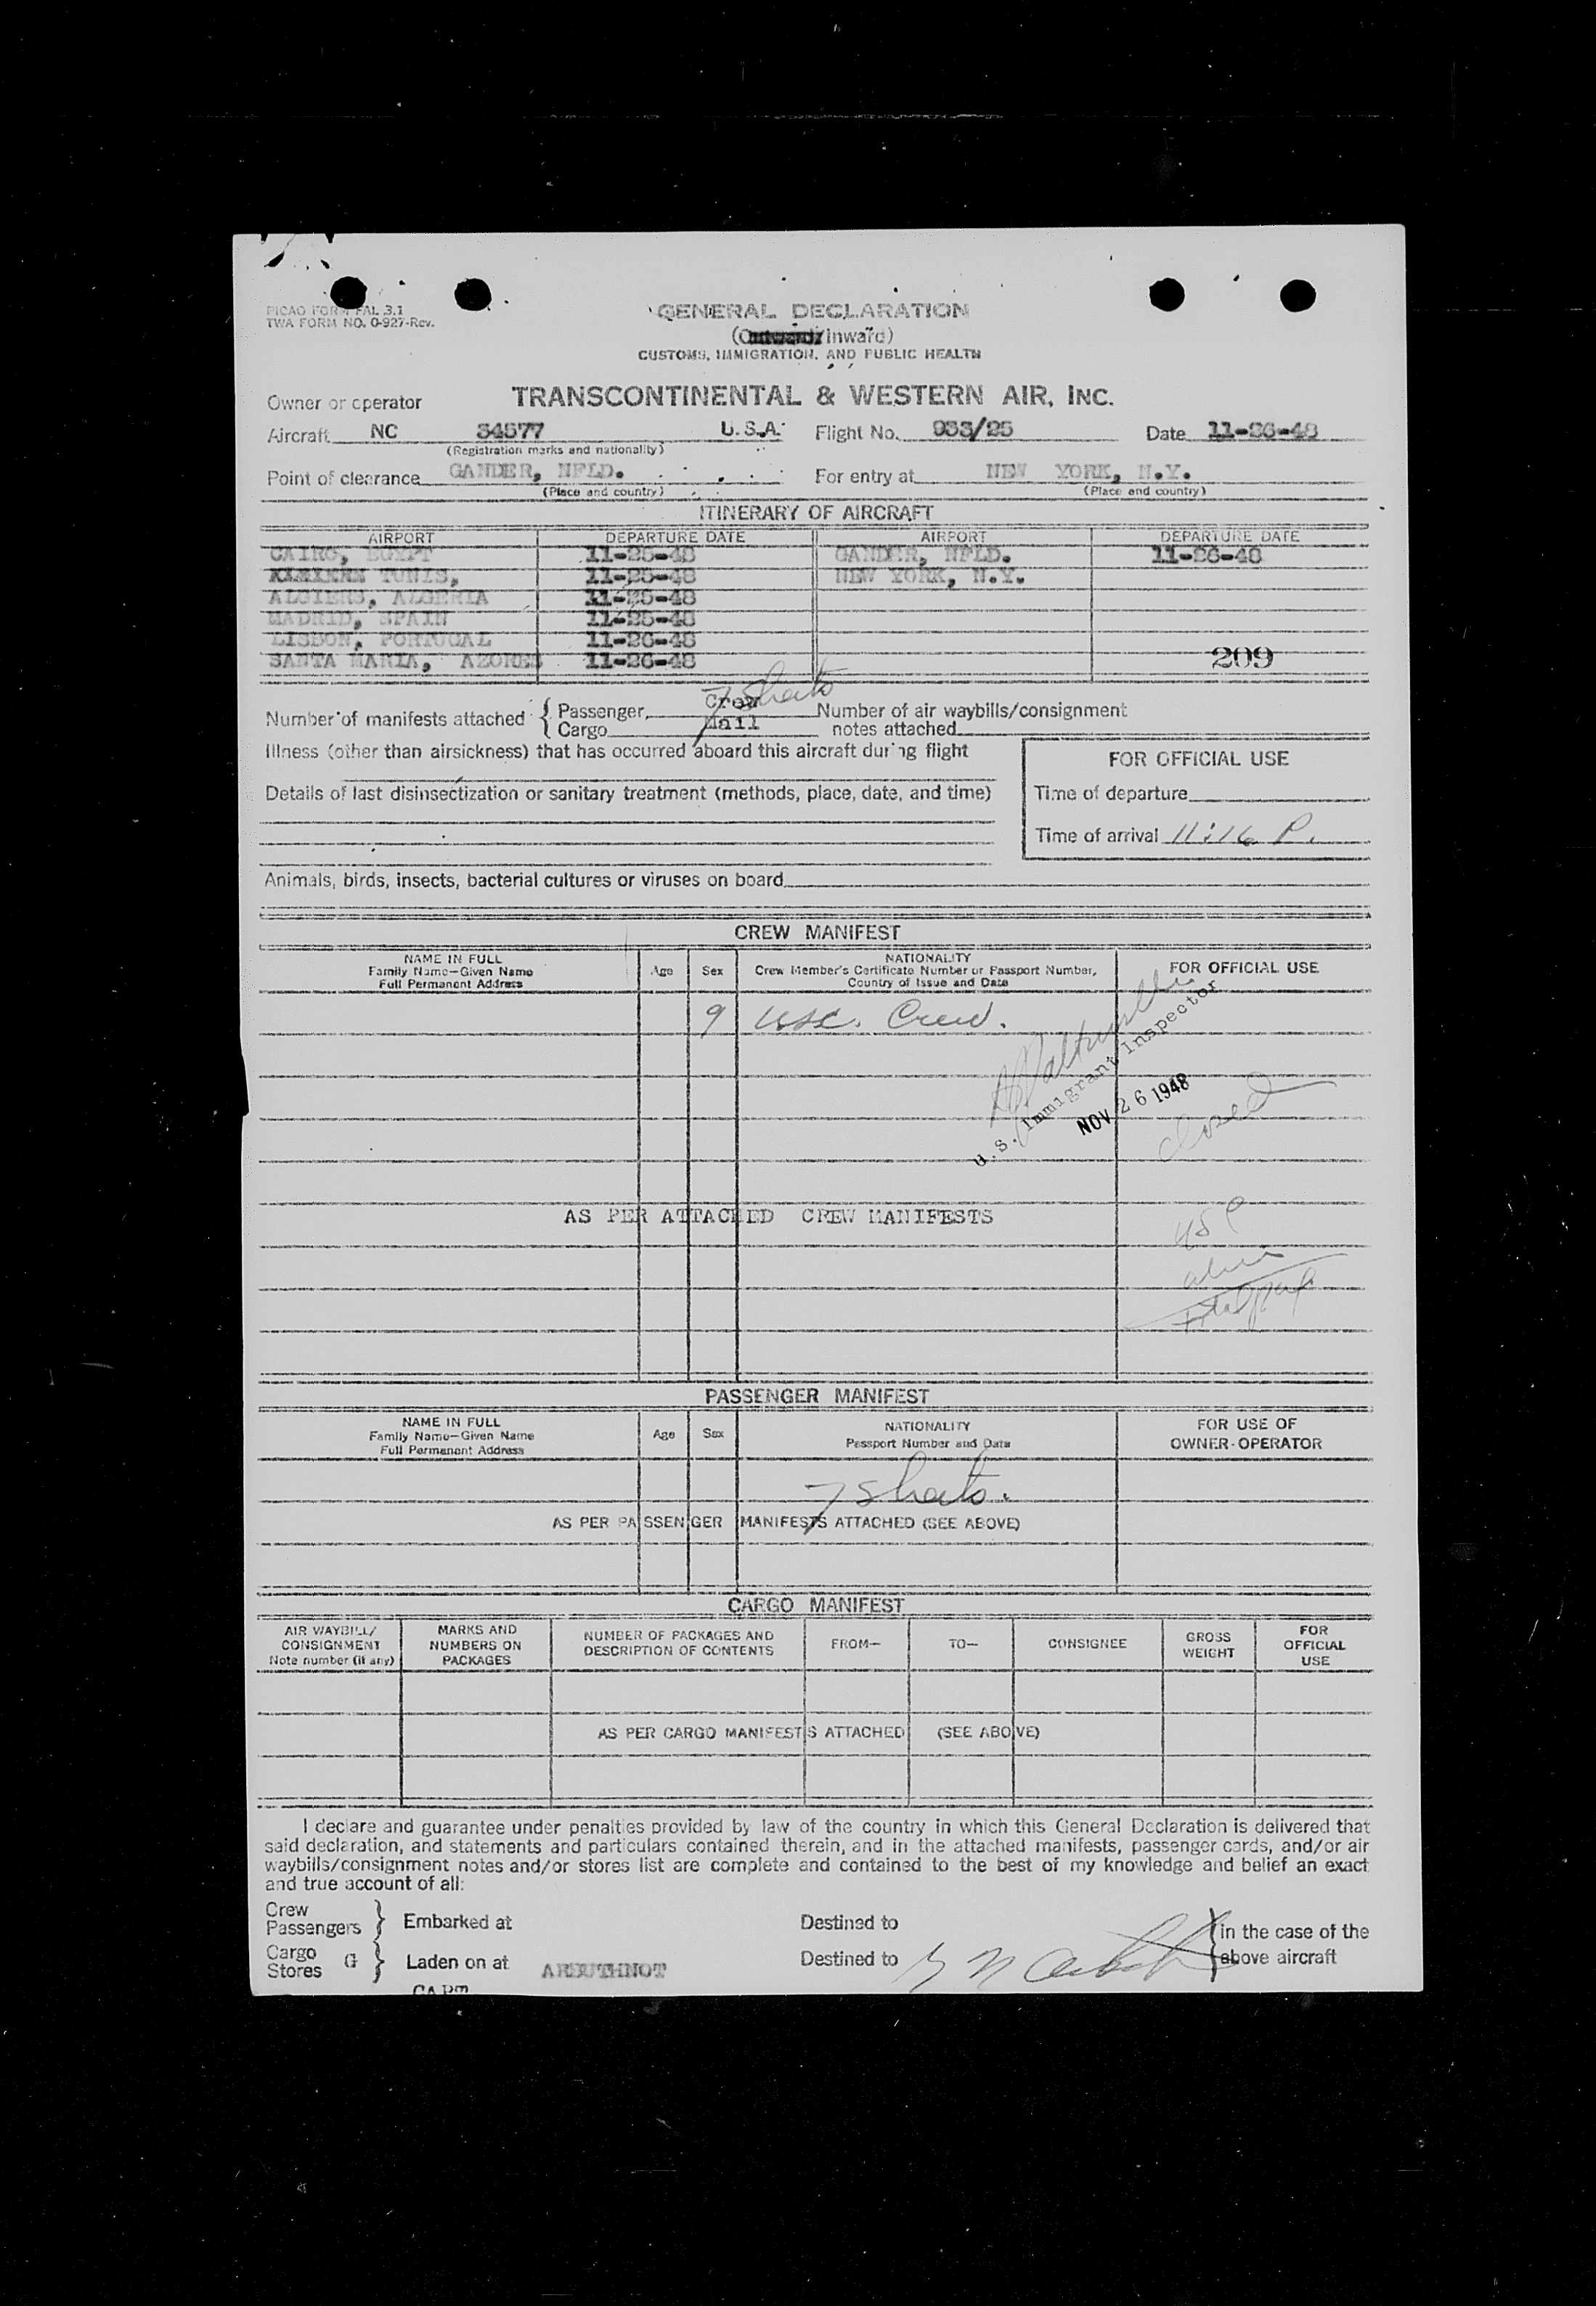 PICAO FORM FAL 3.1
TWA FORM NO. 0-927-Rev.
GENERAL DECLARATION
(Outward/Inward)
CUSTOMS, IMMIGRATION, AND PUBLIC HEALTH
Owner or operator TRANSCONTINENTAL & WESTERN AIR, INC.
Aircraft NC 34577 U.S.A. Flight No. 933/25 Date 11-26-48
(Registration marks and nationality)
Point of clearance GANDER, NFLD. For entry at NEW YORK, N.Y.
(Place and country) (Place and country)
ITINERARY OF AIRCRAFT
AIRPORT DEPARTURE DATE AIRPORT DEPARTURE DATE
CAIRO, EGYPT 11-25-48 GANDER, NFLD. 11-26-48
TUNIS, 11-25-48 NEW YORK, N.Y.
ALGIERS, ALGERIA 11-25-48
MADRID, SPAIN 11-25-48
LISBON, PORTUGAL 11-26-48
SANTA MARIA, AZORES 11-26-48 209
7 Sheets
Number of manifests attached { Passenger Crew Number of air waybills/consignment
Cargo Mail notes attached
Illness (other than airsickness) that has occurred aboard this aircraft during flight
FOR OFFICIAL USE
Details of last disinsectization or sanitary treatment (methods, place, date, and time) Time of departure
Time of arrival 11:16 P.
Animals, birds, insects, bacterial cultures or viruses on board
CREW MANIFEST
NAME IN FULL
Family Name—Given Name
Full Permanent Address
Age Sex
NATIONALITY
Crew Member's Certificate Number or Passport Number,
Country of Issue and Date
FOR OFFICIAL USE
9 USC. Crew.
U.S. Immigrant Inspector
NOV 26 1948
closed
AS PER ATTACHED CREW MANIFESTS
PASSENGER MANIFEST
NAME IN FULL
Family Name—Given Name
Full Permanent Address
Age Sex
NATIONALITY
Passport Number and Date
FOR USE OF
OWNER-OPERATOR
7 Sheets.
AS PER PASSENGER MANIFESTS ATTACHED (SEE ABOVE)
CARGO MANIFEST
AIR WAYBILL/
CONSIGNMENT
Note number (if any)
MARKS AND
NUMBERS ON
PACKAGES
NUMBER OF PACKAGES AND
DESCRIPTION OF CONTENTS
FROM— TO— CONSIGNEE
GROSS
WEIGHT
FOR
OFFICIAL
USE
AS PER CARGO MANIFESTS ATTACHED (SEE ABOVE)
I declare and guarantee under penalties provided by law of the country in which this General Declaration is delivered that
said declaration, and statements and particulars contained therein, and in the attached manifests, passenger cards, and/or air
waybills/consignment notes and/or stores list are complete and contained to the best of my knowledge and belief an exact
and true account of all:
Crew
Passengers } Embarked at Destined to } in the case of the
Cargo
Stores G } Laden on at ARBUTHNOT Destined to above aircraft
CAPT